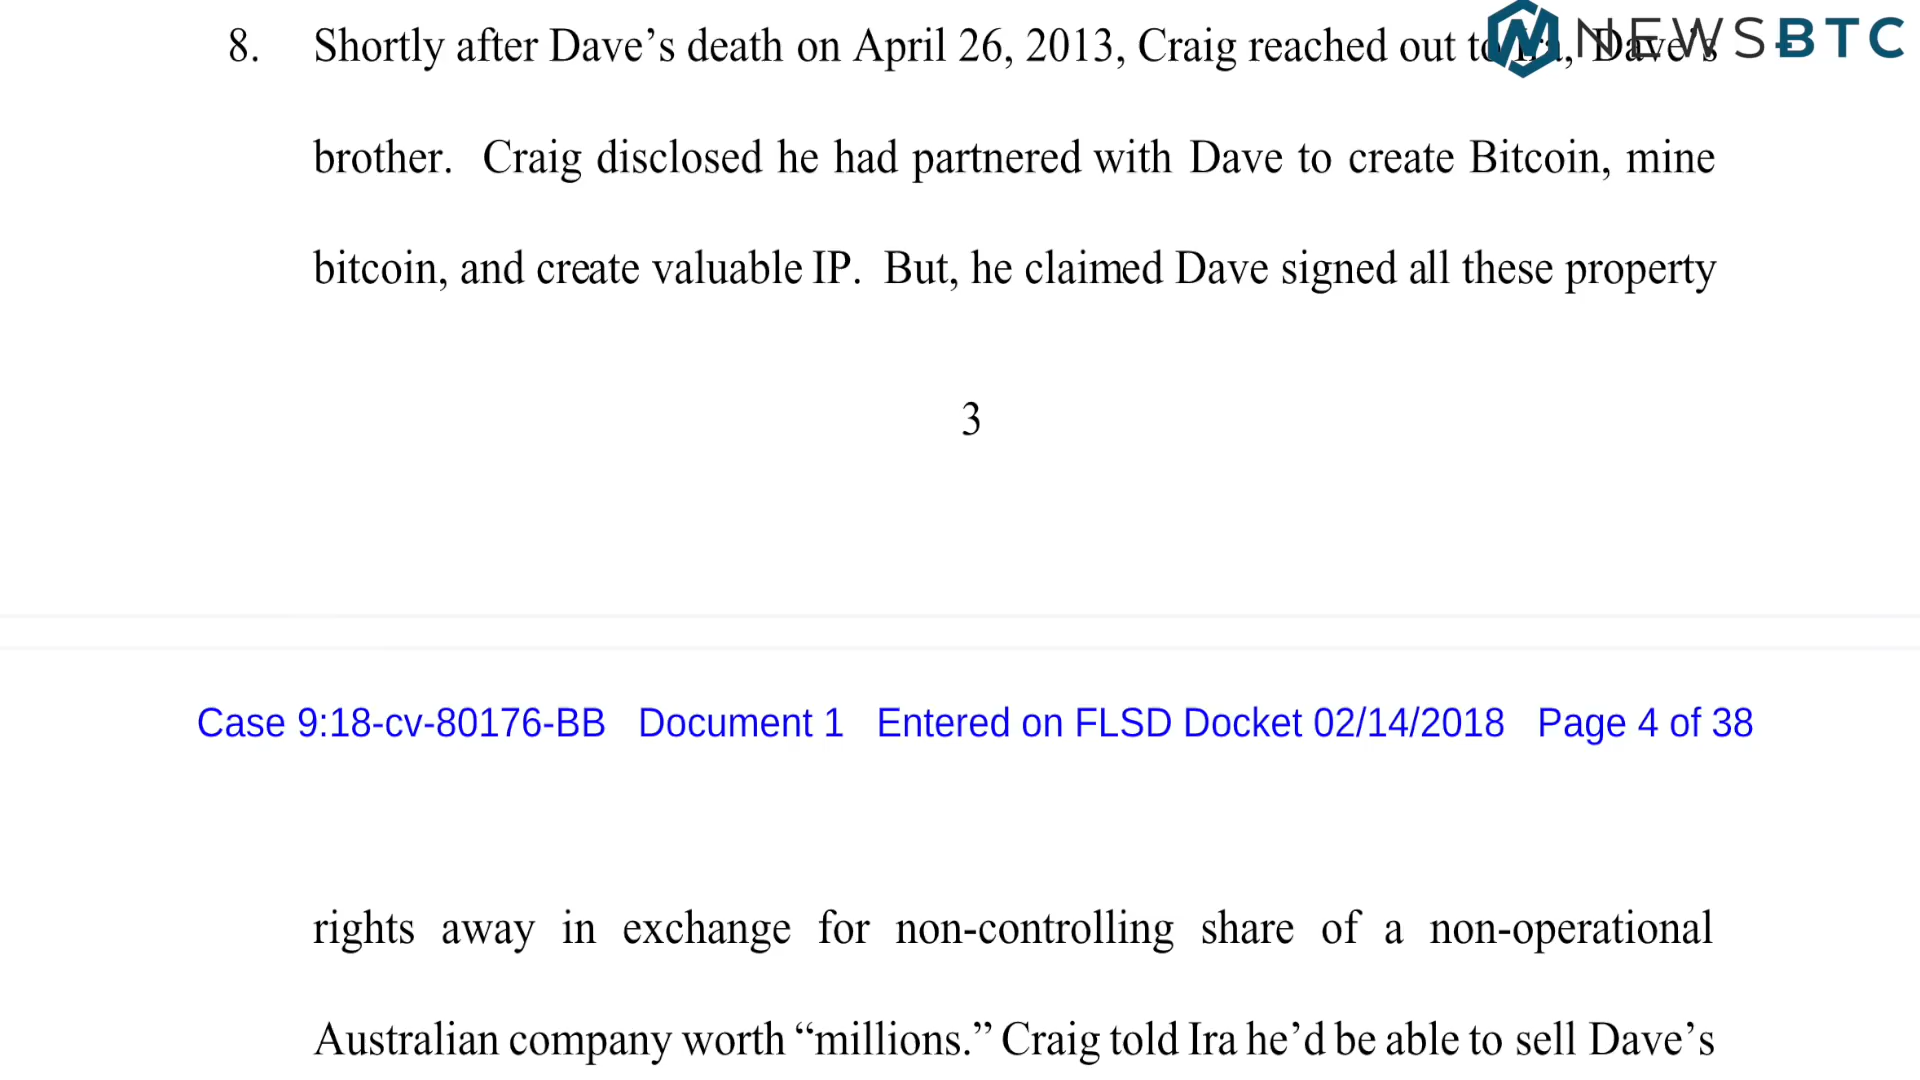 8. Shortly after Dave’s death on April 26, 2013, Craig reached out to Ira, Dave’s
NEWSBTC
brother. Craig disclosed he had partnered with Dave to create Bitcoin, mine
bitcoin, and create valuable IP. But, he claimed Dave signed all these property
3
Case 9:18-cv-80176-BB Document 1 Entered on FLSD Docket 02/14/2018 Page 4 of 38
rights away in exchange for non-controlling share of a non-operational
Australian company worth “millions.” Craig told Ira he’d be able to sell Dave’s